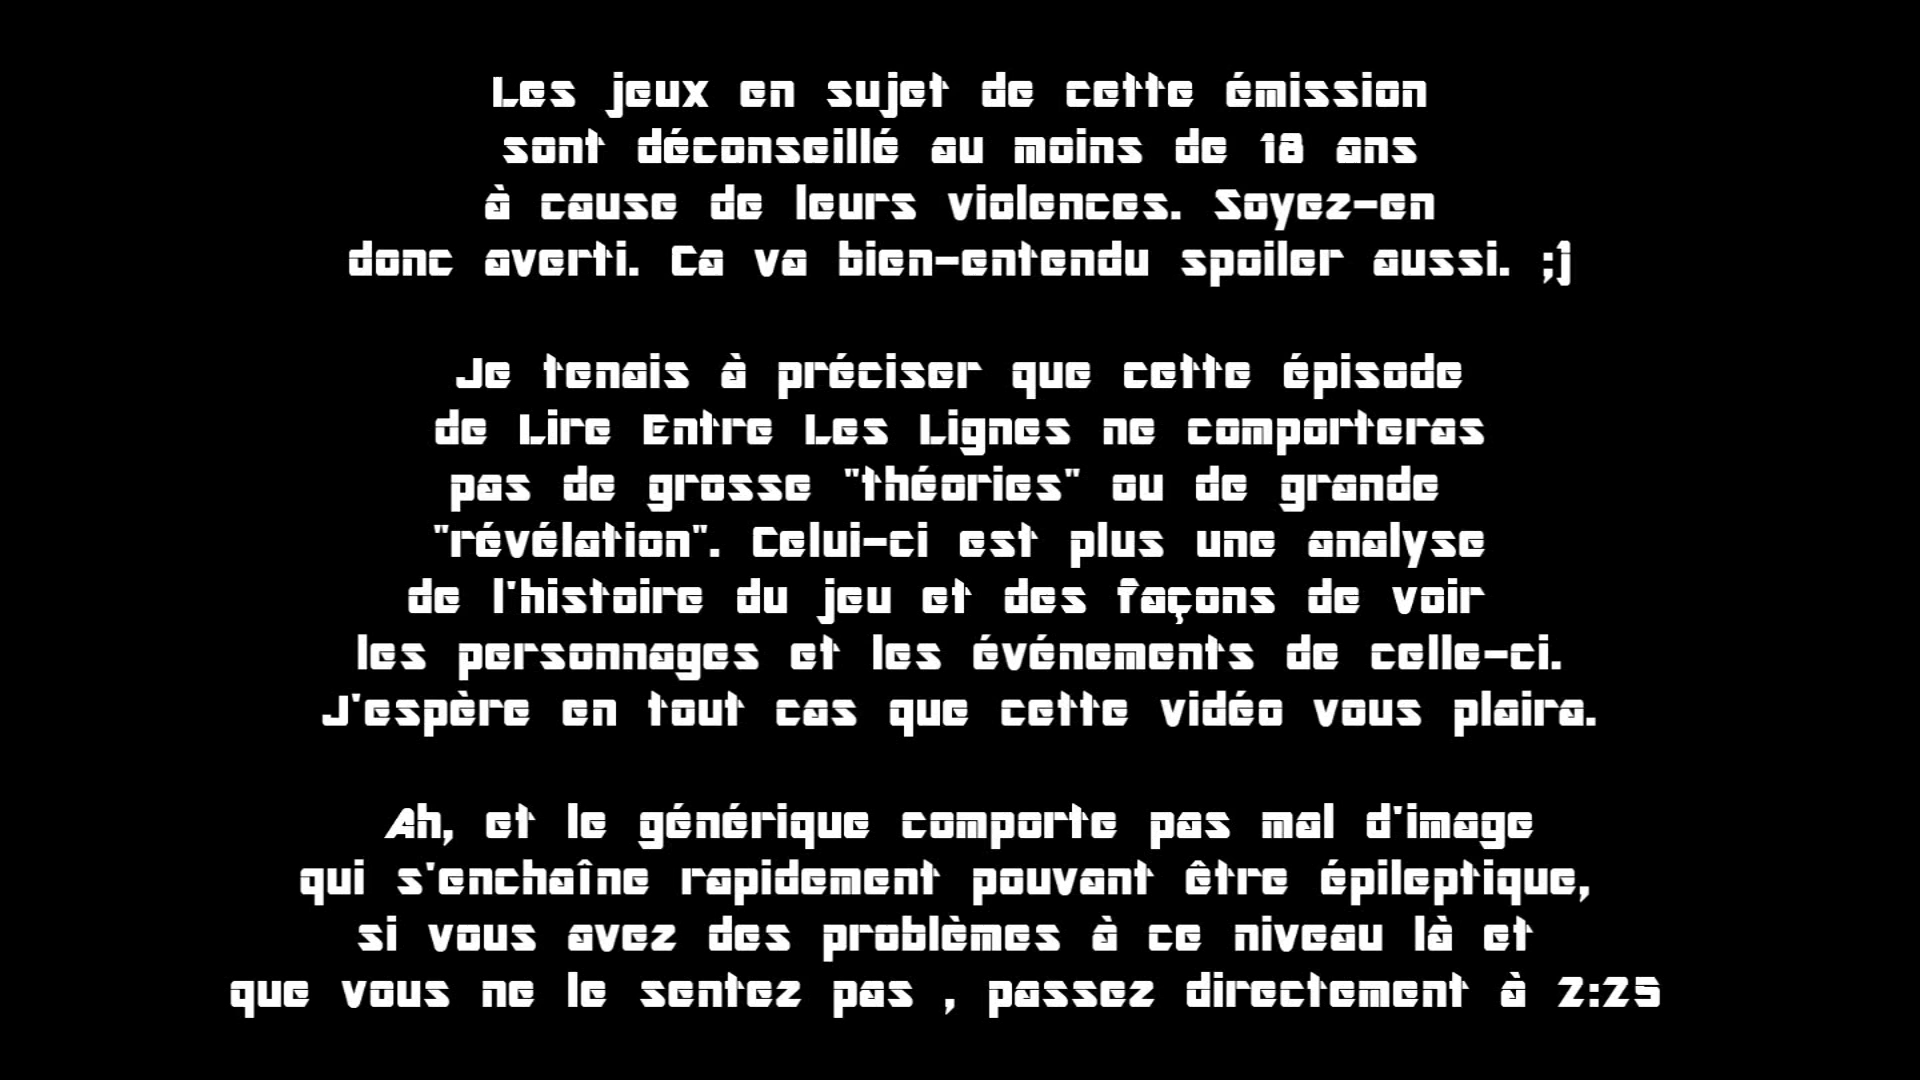 Les jeux en sujet de cette émission
sont déconseillé au moins de 18 ans
à cause de leurs violences. Soyez-en
donc averti. Ca va bien-entendu spoiler aussi. ;j
Je tenais à préciser que cette épisode
de Lire Entre Les Lignes ne comporteras
pas de grosse "théories" ou de grande
"révélation". Celui-ci est plus une analyse
de l'histoire du jeu et des façons de voir
les personnages et les événements de celle-ci.
J'espère en tout cas que cette vidéo vous plaira.
Ah, et le générique comporte pas mal d'image
qui s'enchaîne rapidement pouvant être épileptique,
si vous avez des problèmes à ce niveau là et
que vous ne le sentez pas , passez directement à 2:25